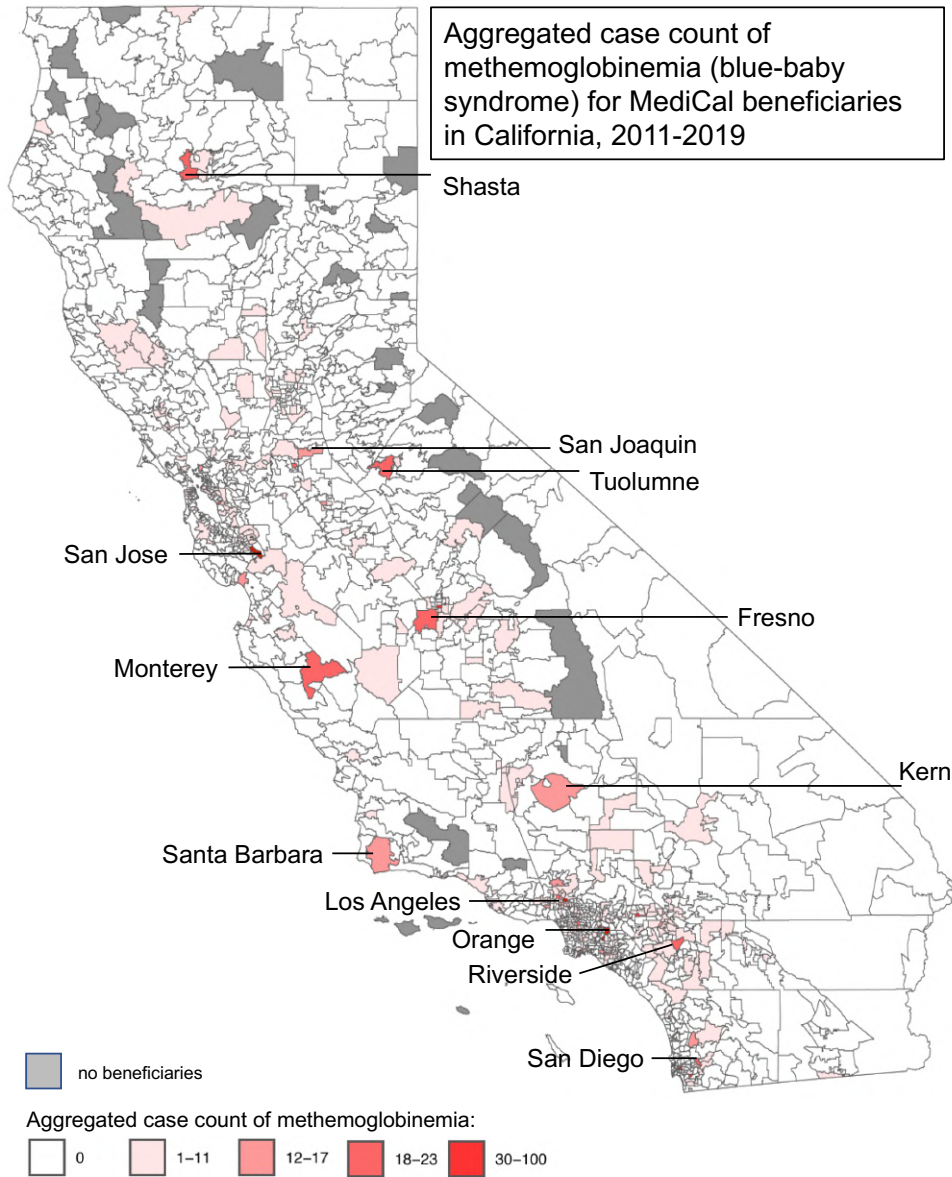 Aggregated case count of
methemoglobinemia (blue-baby
syndrome) for MediCal beneficiaries
in California, 2011-2019
Shasta
San Joaquin
Tuolumne
San Jose
Fresno
Monterey
Kern
Santa Barbara
Los Angeles
Orange
Riverside
San Diego
no beneficiaries
Aggregated case count of methemoglobinemia:
0 1–11 12–17 18–23 30–100